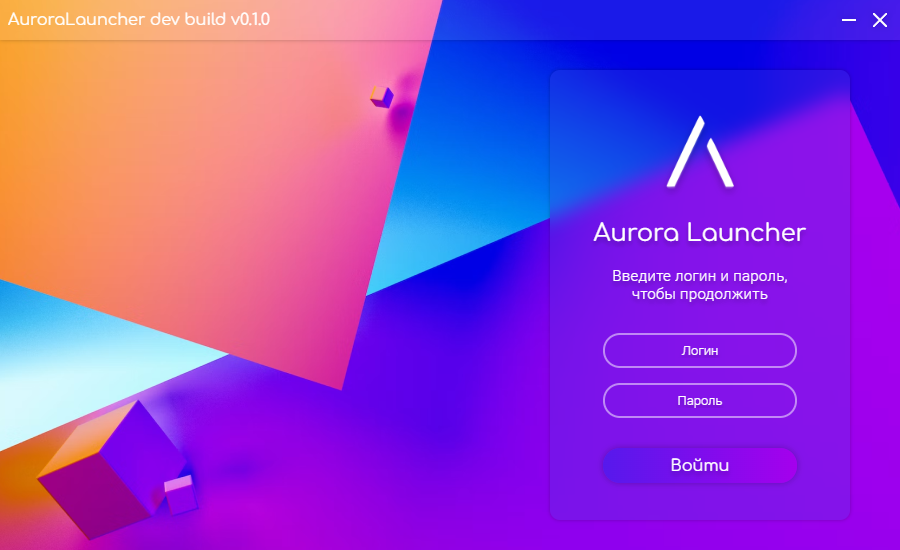 AuroraLauncher dev build v0.1.0
Aurora Launcher
Введите логин и пароль,
чтобы продолжить
Логин
Пароль
Войти